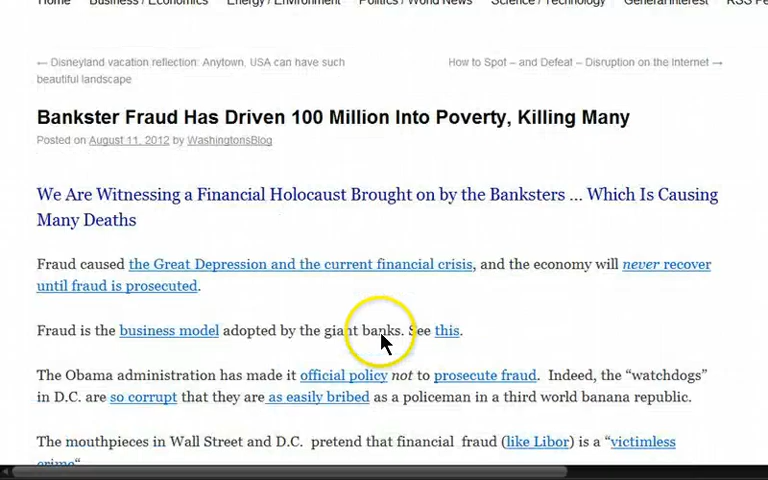 Home Business / Economics Energy / Environment Politics / World News Science / Technology General Interest RSS Fe
← Disneyland vacation reflection: Anytown, USA can have such How to Spot – and Defeat – Disruption on the Internet →
beautiful landscape
Bankster Fraud Has Driven 100 Million Into Poverty, Killing Many
Posted on August 11, 2012 by WashingtonsBlog
We Are Witnessing a Financial Holocaust Brought on by the Banksters … Which Is Causing
Many Deaths
Fraud caused the Great Depression and the current financial crisis, and the economy will never recover
until fraud is prosecuted.
Fraud is the business model adopted by the giant banks. See this.
The Obama administration has made it official policy not to prosecute fraud. Indeed, the “watchdogs”
in D.C. are so corrupt that they are as easily bribed as a policeman in a third world banana republic.
The mouthpieces in Wall Street and D.C. pretend that financial fraud (like Libor) is a “victimless
crime“